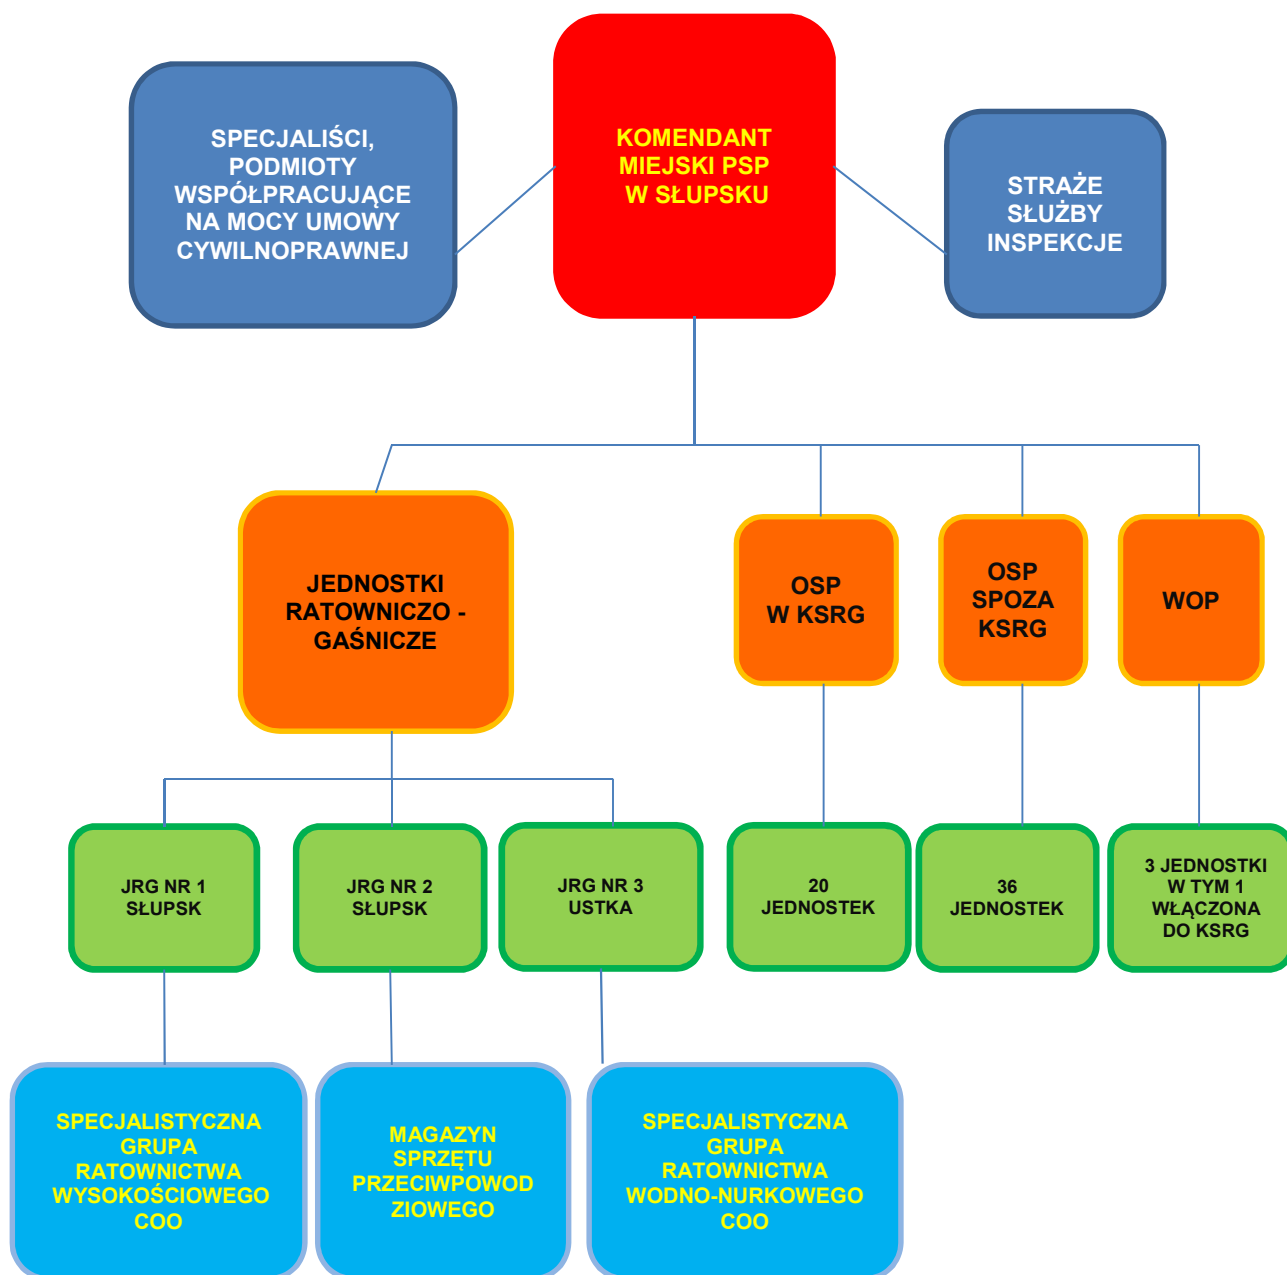 SPECJALIŚCI,
PODMIOTY
WSPÓŁPRACUJĄCE
NA MOCY UMOWY
CYWILNOPRAWNEJ
KOMENDANT
MIEJSKI PSP
W SŁUPSKU
STRAŻE
SŁUŻBY
INSPEKCJE
JEDNOSTKI
RATOWNICZO -
GAŚNICZE
OSP
W KSRG
OSP
SPOZA
KSRG
WOP
JRG NR 1
SŁUPSK
JRG NR 2
SŁUPSK
JRG NR 3
USTKA
20
JEDNOSTEK
36
JEDNOSTEK
3 JEDNOSTKI
W TYM 1
WŁĄCZONA
DO KSRG
SPECJALISTYCZNA
GRUPA
RATOWNICTWA
WYSOKOŚCIOWEGO
COO
MAGAZYN
SPRZĘTU
PRZECIWPOWOD
ZIOWEGO
SPECJALISTYCZNA
GRUPA
RATOWNICTWA
WODNO-NURKOWEGO
COO